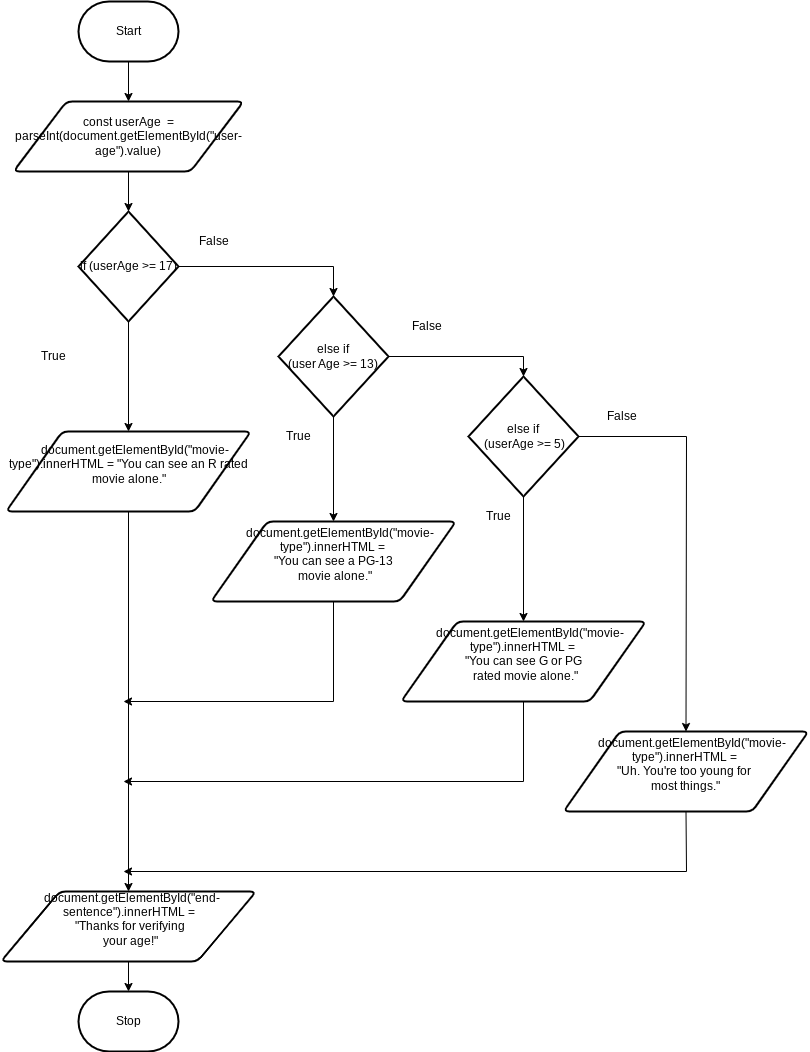 Start
const userAge  =
parseInt(document.getElementById("user-
age").value)
False
if (userAge >= 17)
False
else if
(user Age >= 13)
True
False
else if
(userAge >= 5)
True
document.getElementById("movie-
type").innerHTML = "You can see an R rated
movie alone."
True
document.getElementById("movie-
type").innerHTML =
"You can see a PG-13
movie alone."
document.getElementById("movie-
type").innerHTML =
"You can see G or PG
rated movie alone."
document.getElementById("movie-
type").innerHTML =
"Uh. You're too young for
most things."
document.getElementById("end-
sentence").innerHTML =
"Thanks for verifying
your age!"
Stop